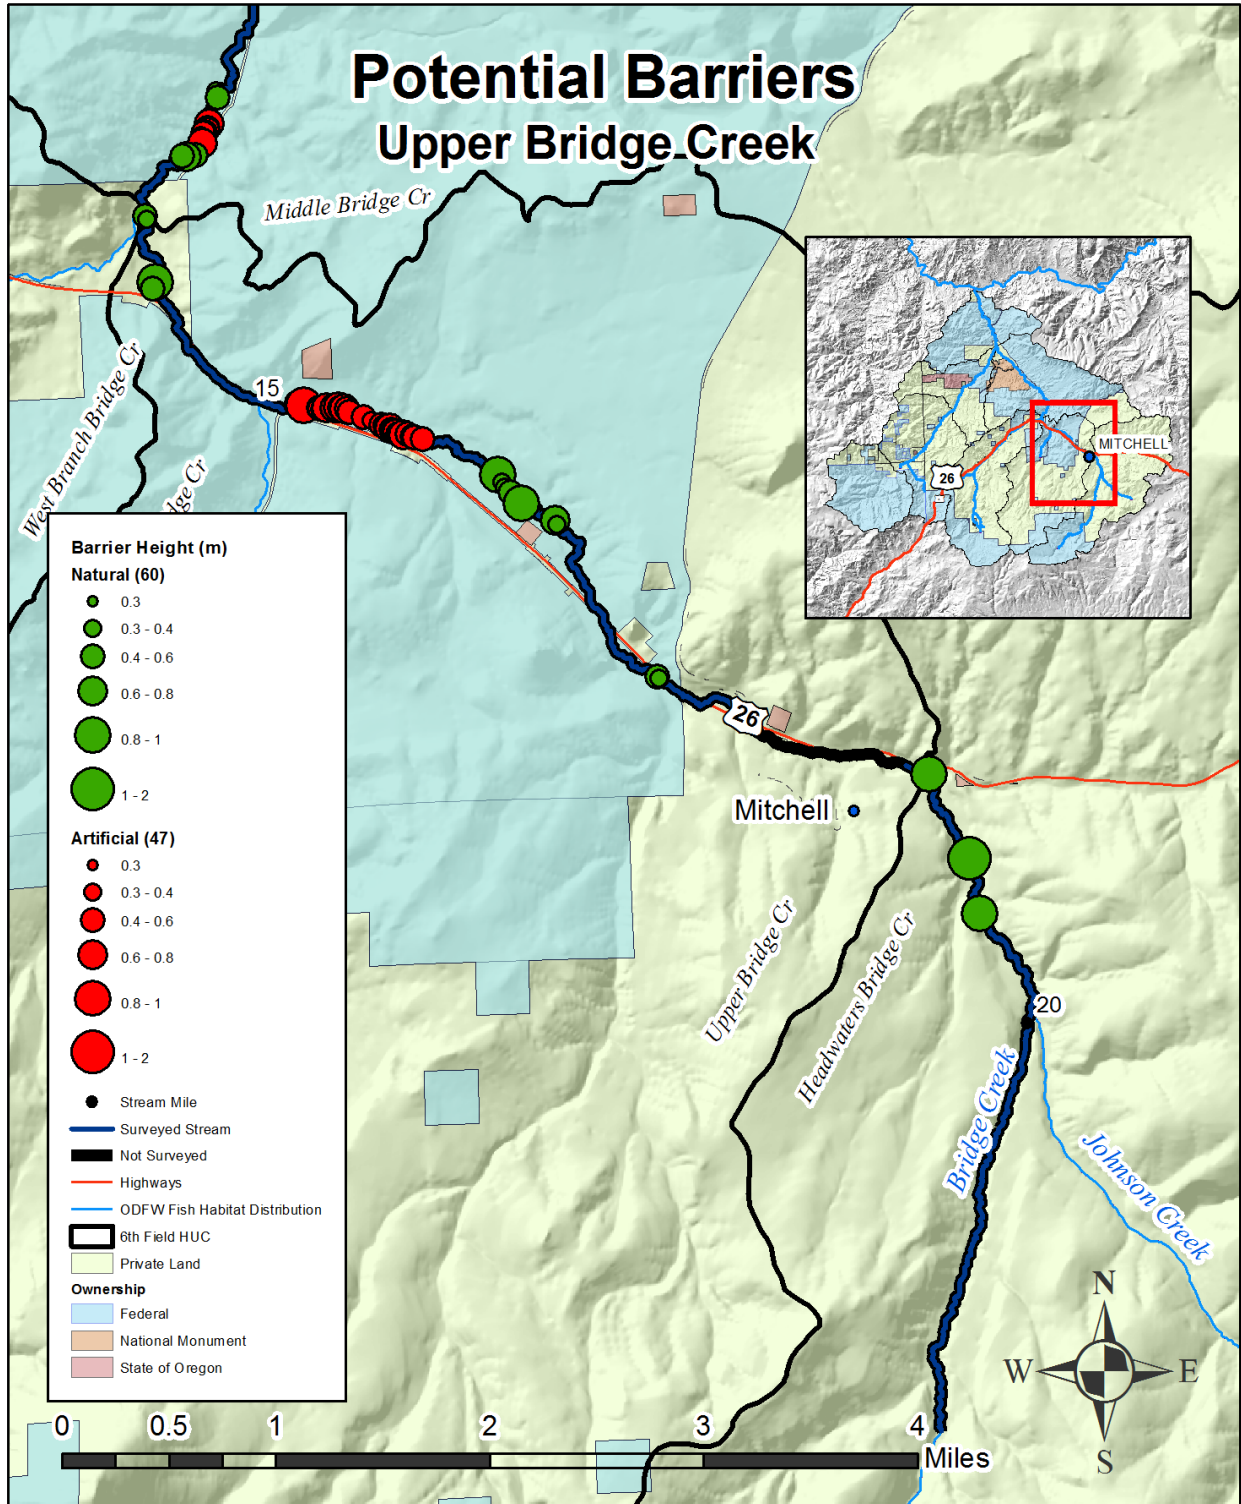 Potential Barriers
Upper Bridge Creek
Middle Bridge Cr
MITCHELL
26
15
West Branch Bridge Cr
dge Cr
26
Mitchell
Upper Bridge Cr
Headwaters Bridge Cr
20
Bridge Creek
Johnson Creek
Barrier Height (m)
Natural (60)
0.3
0.3 - 0.4
0.4 - 0.6
0.6 - 0.8
0.8 - 1
1 - 2
Artificial (47)
0.3
0.3 - 0.4
0.4 - 0.6
0.6 - 0.8
0.8 - 1
1 - 2
Stream Mile
Surveyed Stream
Not Surveyed
Highways
ODFW Fish Habitat Distribution
6th Field HUC
Private Land
Ownership
Federal
National Monument
State of Oregon
N
W E
S
0 0.5 1 2 3 4
Miles